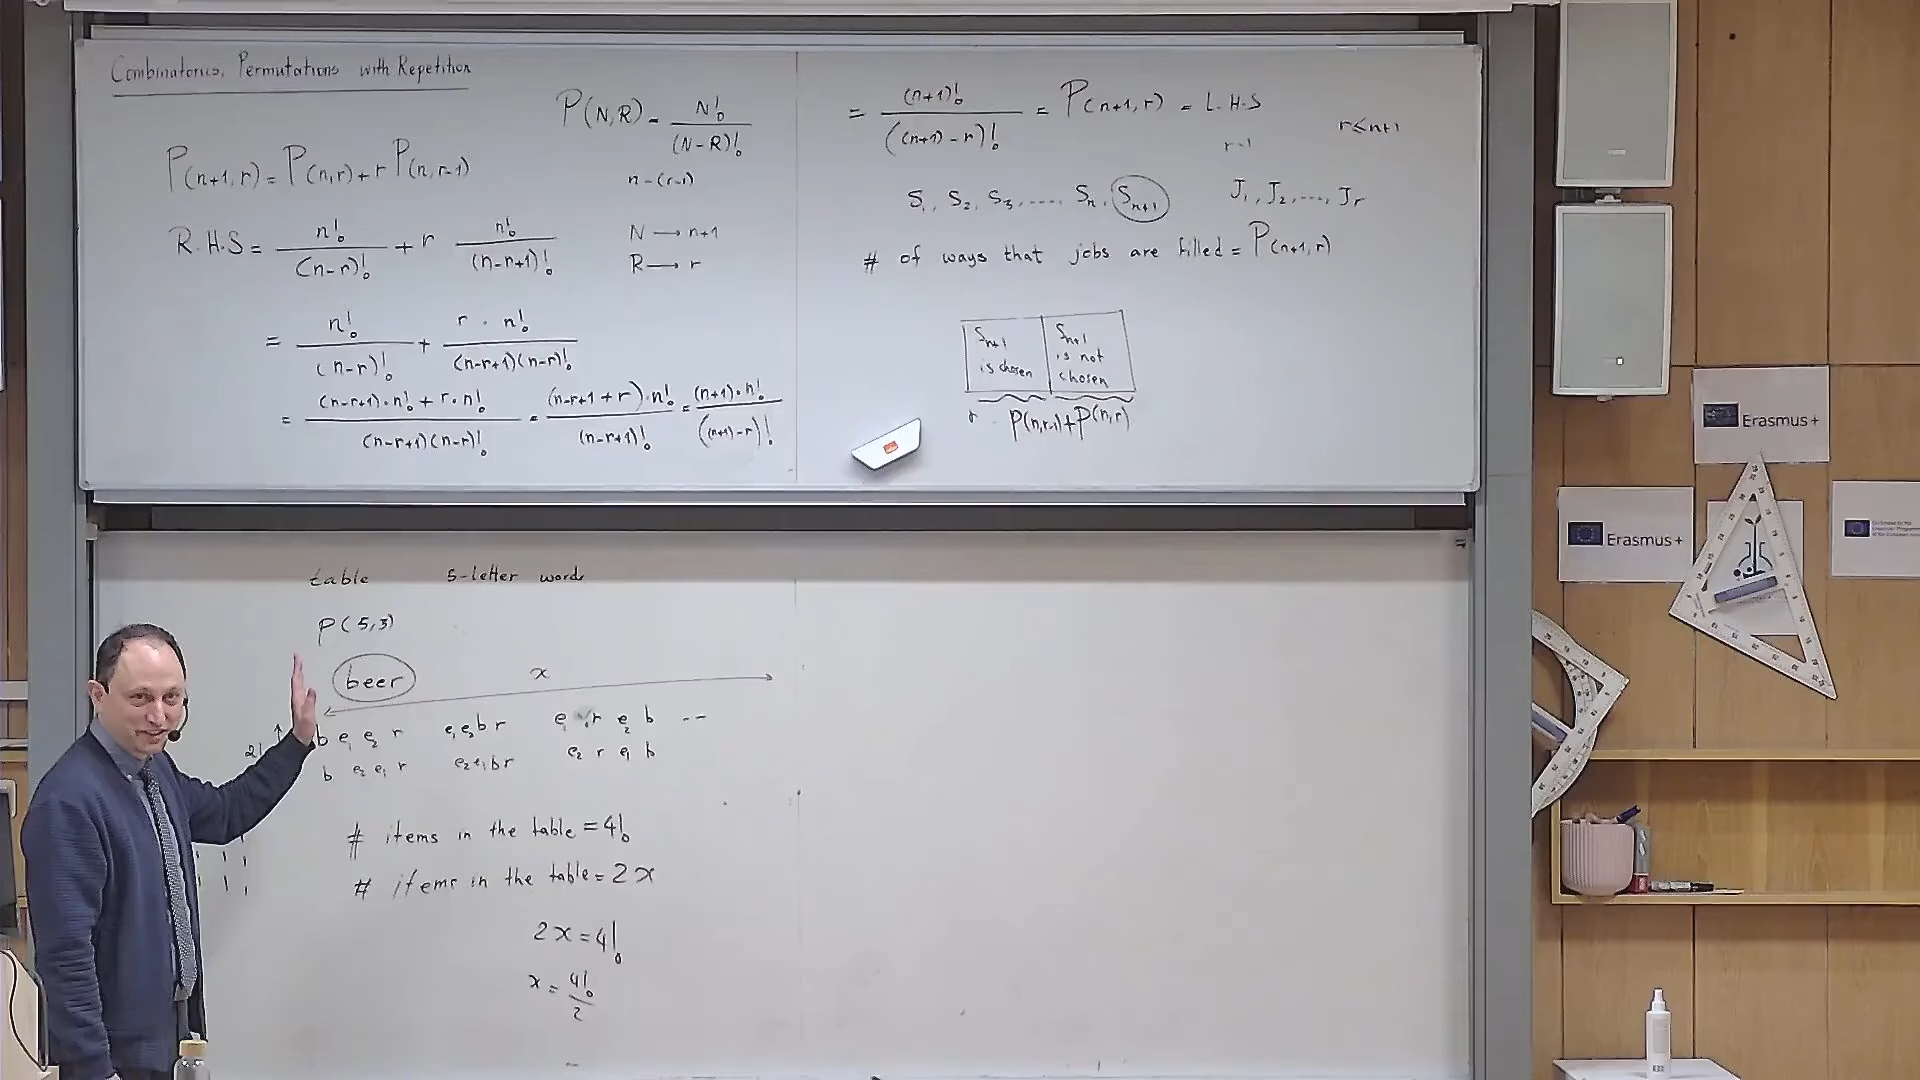 Combinatorics, Permutations with Repetition
P(N,R) = N! / (N-R)!
P(n+1,r) = P(n,r) + r P(n,r-1)
n-(r-1)
R.H.S = n! / (n-r)! + r n! / (n-r+1)!
N → n+1
R → r
= n! / (n-r)! + r · n! / (n-r+1)(n-r)!
= (n-r+1)·n! + r·n! / (n-r+1)(n-r)! = (n-r+1+r)·n! / (n-r+1)! = (n+1)·n! / ((n+1)-r)!
= (n+1)! / ((n+1)-r)! = P(n+1,r) = L.H.S
r≤n+1
r-1
S1, S2, S3, ...., Sn, Sn+1
J1, J2, ..., Jr
# of ways that jobs are filled = P(n+1,r)
Sn+1 is chosen
Sn+1 is not chosen
r · P(n,r-1) + P(n,r)
table 5-letter words
P(5,3)
beer
x
b e1 e2 r e1e2br e1 r e2 b --
2!
b e2 e1 r e2e1br e2 r e1 b
# items in the table = 4!
# items in the table = 2x
2x = 4!
x = 4! / 2
Erasmus+
Erasmus+